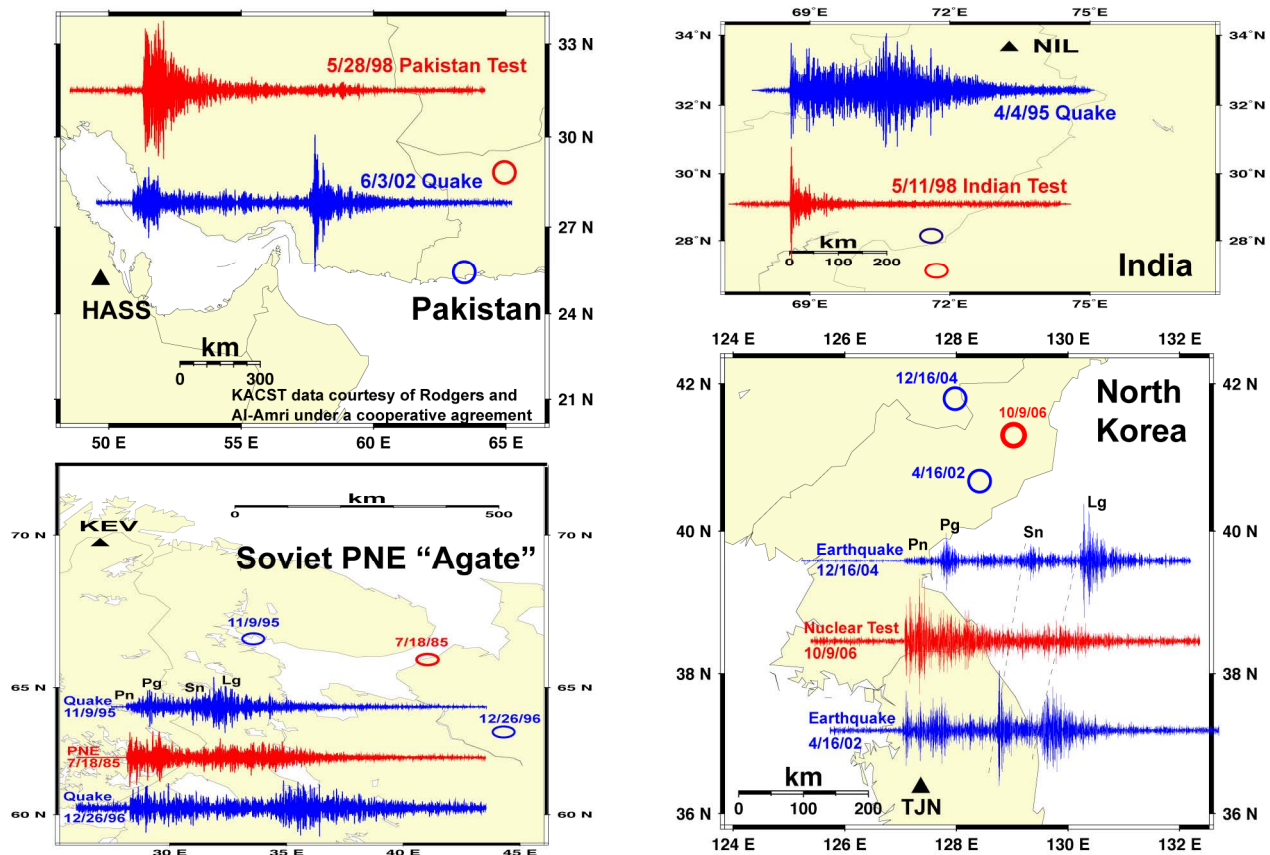 33 N
5/28/98 Pakistan Test
30 N
6/3/02 Quake
27 N
HASS
Pakistan
24 N
km
0 300
KACST data courtesy of Rodgers and
Al-Amri under a cooperative agreement
21 N
50 E 55 E 60 E 65 E
69°E 72°E 75°E
34°N
NIL
32°N
4/4/95 Quake
30°N
5/11/98 Indian Test
28°N
km
0 100 200
India
69°E 72°E 75°E
km
0 500
KEV
70 N
70 N
Soviet PNE “Agate”
11/9/95
7/18/85
65 N
65 N
Pn Pg Sn Lg
Quake
11/9/95
12/26/96
PNE
7/18/85
Quake
12/26/96
60 N
60 N
30 E 35 E 40 E 45 E
124 E 126 E 128 E 130 E 132 E
42 N
42 N
12/16/04
North
Korea
10/9/06
4/16/02
40 N
40 N
Pn Pg Sn Lg
Earthquake
12/16/04
Nuclear Test
10/9/06
38 N
38 N
Earthquake
4/16/02
km
0 100 200
TJN
36 N
36 N
124 E 126 E 128 E 130 E 132 E